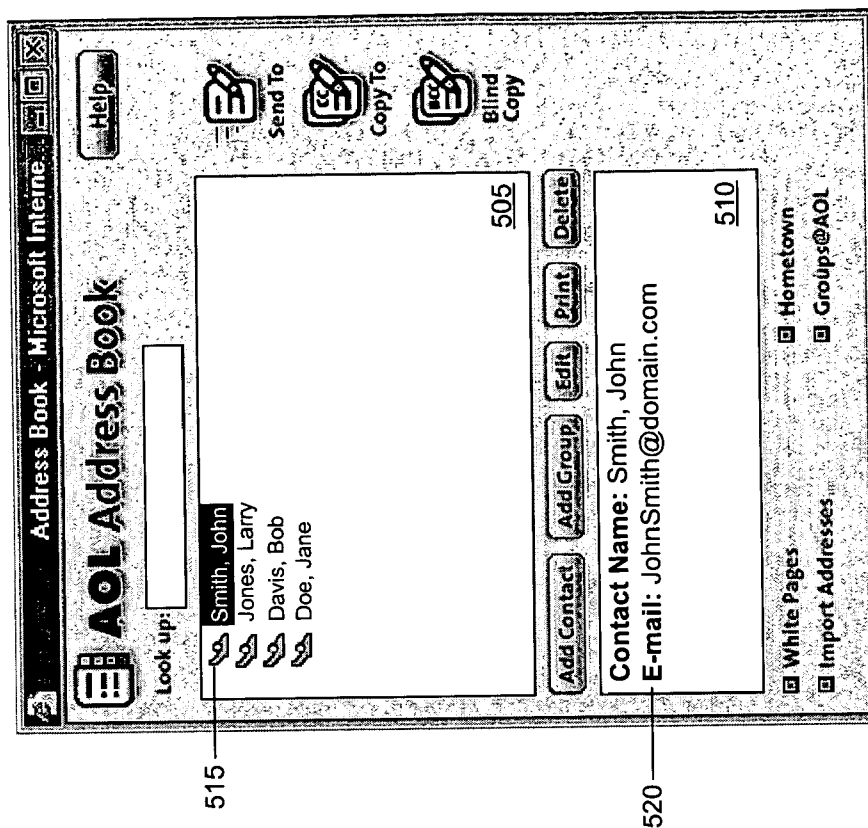 Address Book - Microsoft Interne...
AOL Address Book
Help
Look up:
Smith, John
Jones, Larry
Davis, Bob
Doe, Jane
505
Send To
CC
Copy To
BCC
Blind
Copy
Add Contact
Add Group
Edit
Print
Delete
Contact Name: Smith, John
E-mail: JohnSmith@domain.com
510
White Pages
Hometown
Import Addresses
Groups@AOL
515
520